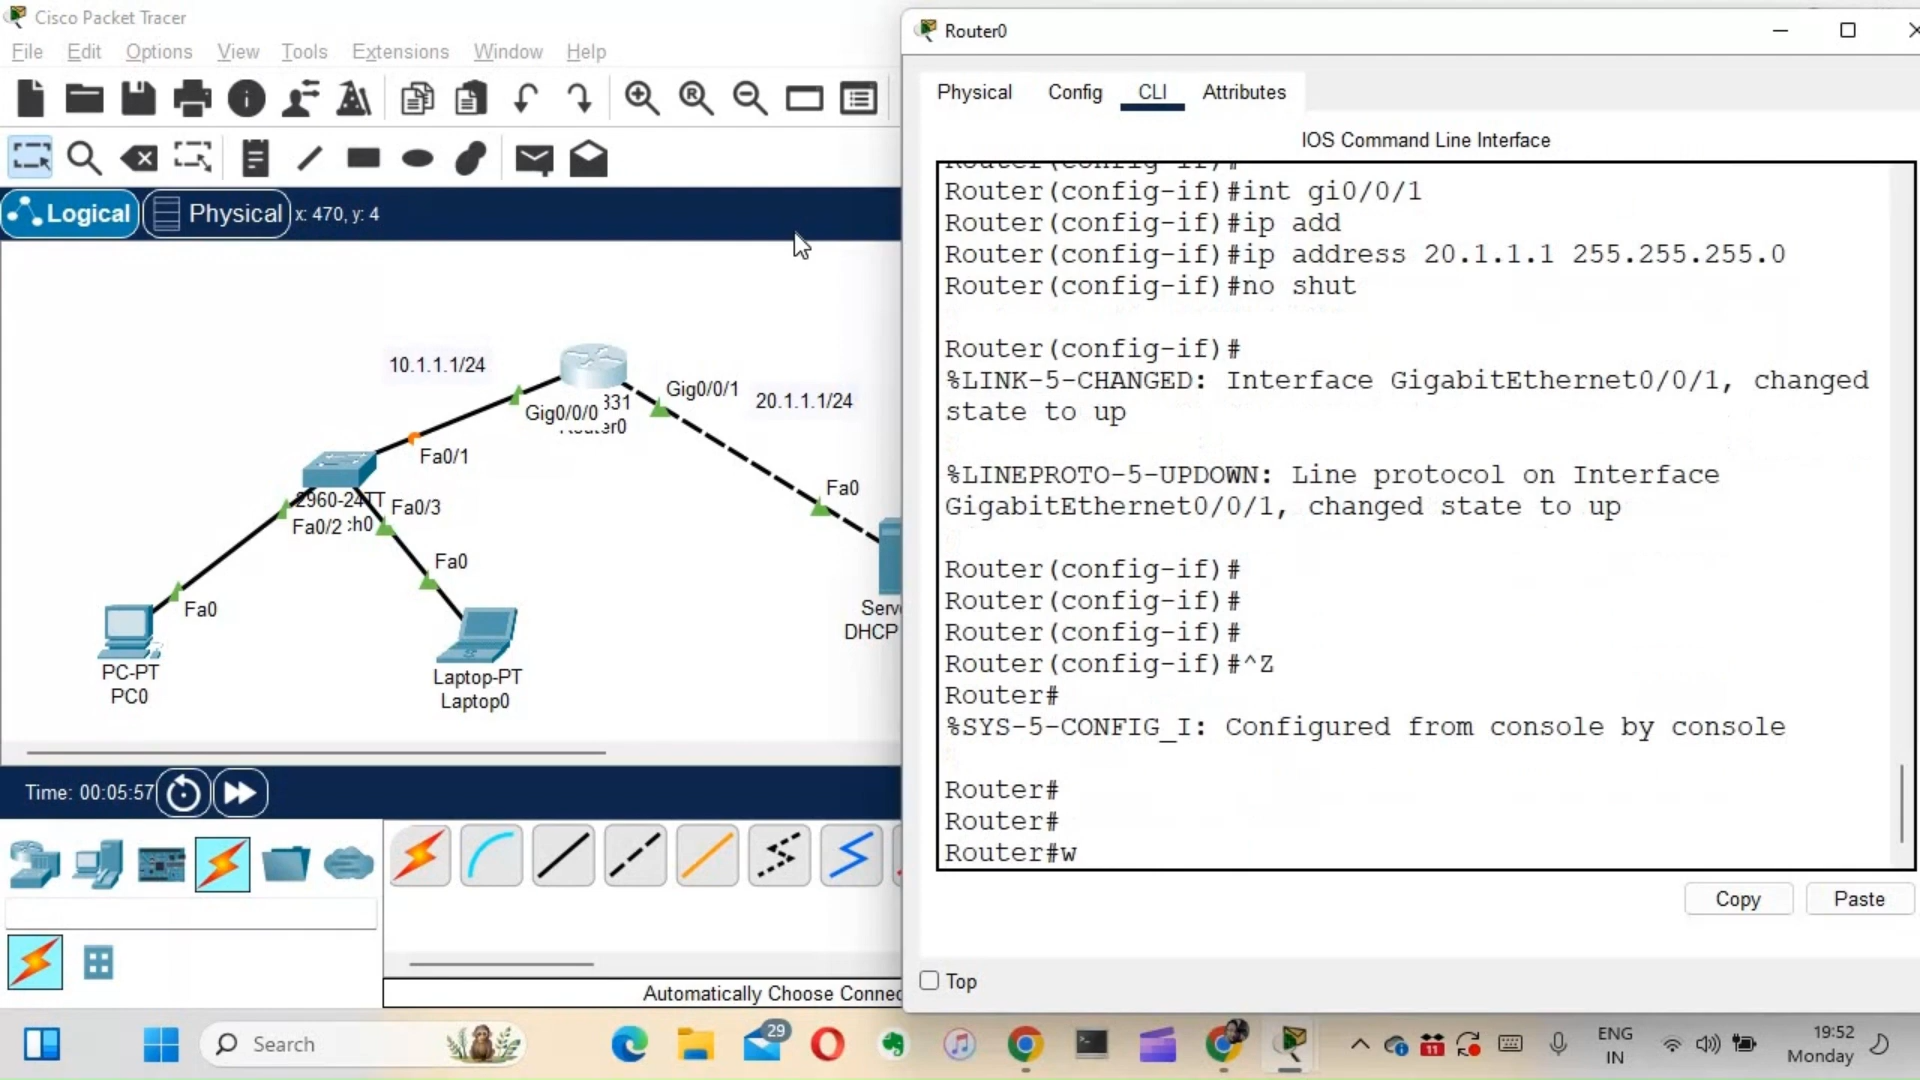 Cisco Packet Tracer
File Edit Options View Tools Extensions Window Help
Logical Physical x: 470, y: 4
10.1.1.1/24
Gig0/0/1
20.1.1.1/24
Gig0/0/0
331
Fa0/1
Fa0
2960-24TT
Fa0/3
Fa0/2
Fa0
Fa0
DHCP
PC-PT
PC0
Laptop-PT
Laptop0
Time: 00:05:57
Automatically Choose
Router0
Physical Config CLI Attributes
IOS Command Line Interface
Router(config-if)#
Router(config-if)#int gi0/0/1
Router(config-if)#ip add
Router(config-if)#ip address 20.1.1.1 255.255.255.0
Router(config-if)#no shut
Router(config-if)#
%LINK-5-CHANGED: Interface GigabitEthernet0/0/1, changed
state to up
%LINEPROTO-5-UPDOWN: Line protocol on Interface
GigabitEthernet0/0/1, changed state to up
Router(config-if)#
Router(config-if)#
Router(config-if)#
Router(config-if)#^Z
Router#
%SYS-5-CONFIG_I: Configured from console by console
Router#
Router#
Router#w
Copy Paste
Top
Search
29
11
ENG
IN
19:52
Monday